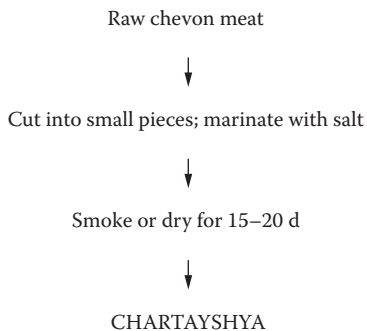 Raw chevon meat
Cut into small pieces; marinate with salt
Smoke or dry for 15–20 d
CHARTAYSHYA